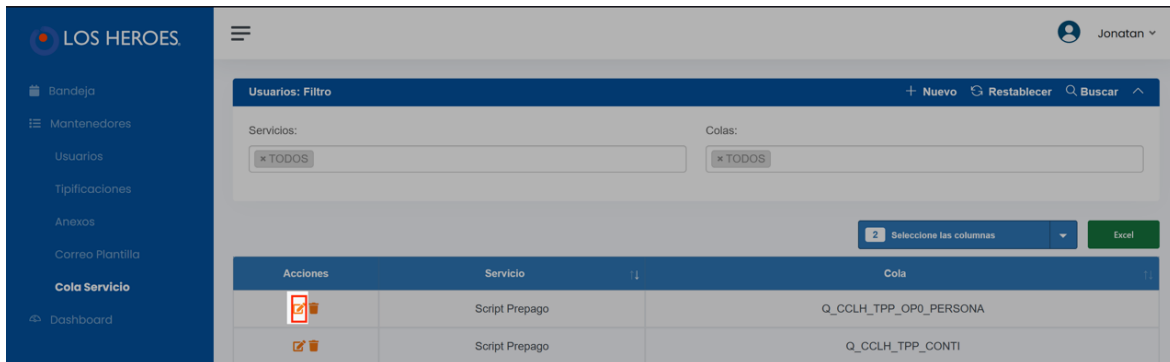 LOS HEROES.
Jonatan
Bandeja
Mantenedores
Usuarios
Tipificaciones
Anexos
Correo Plantilla
Cola Servicio
Dashboard
Usuarios: Filtro
+ Nuevo Restablecer Buscar
Servicios: Colas:
× TODOS × TODOS
2 Seleccione las columnas Excel
Acciones Servicio Cola
Script Prepago Q_CCLH_TPP_OP0_PERSONA
Script Prepago Q_CCLH_TPP_CONTI